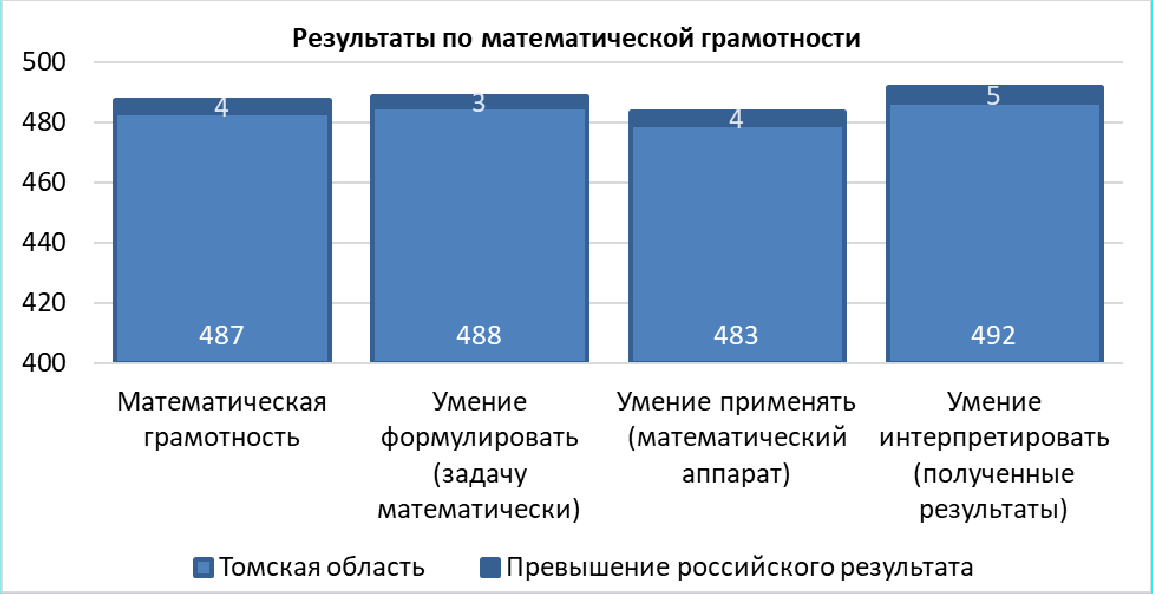 Результаты по математической грамотности
500
480
460
440
420
400
4
3
4
5
487
488
483
492
Математическая
грамотность
Умение
формулировать
(задачу
математически)
Умение применять
(математический
аппарат)
Умение
интерпретировать
(полученные
результаты)
Томская область
Превышение российского результата